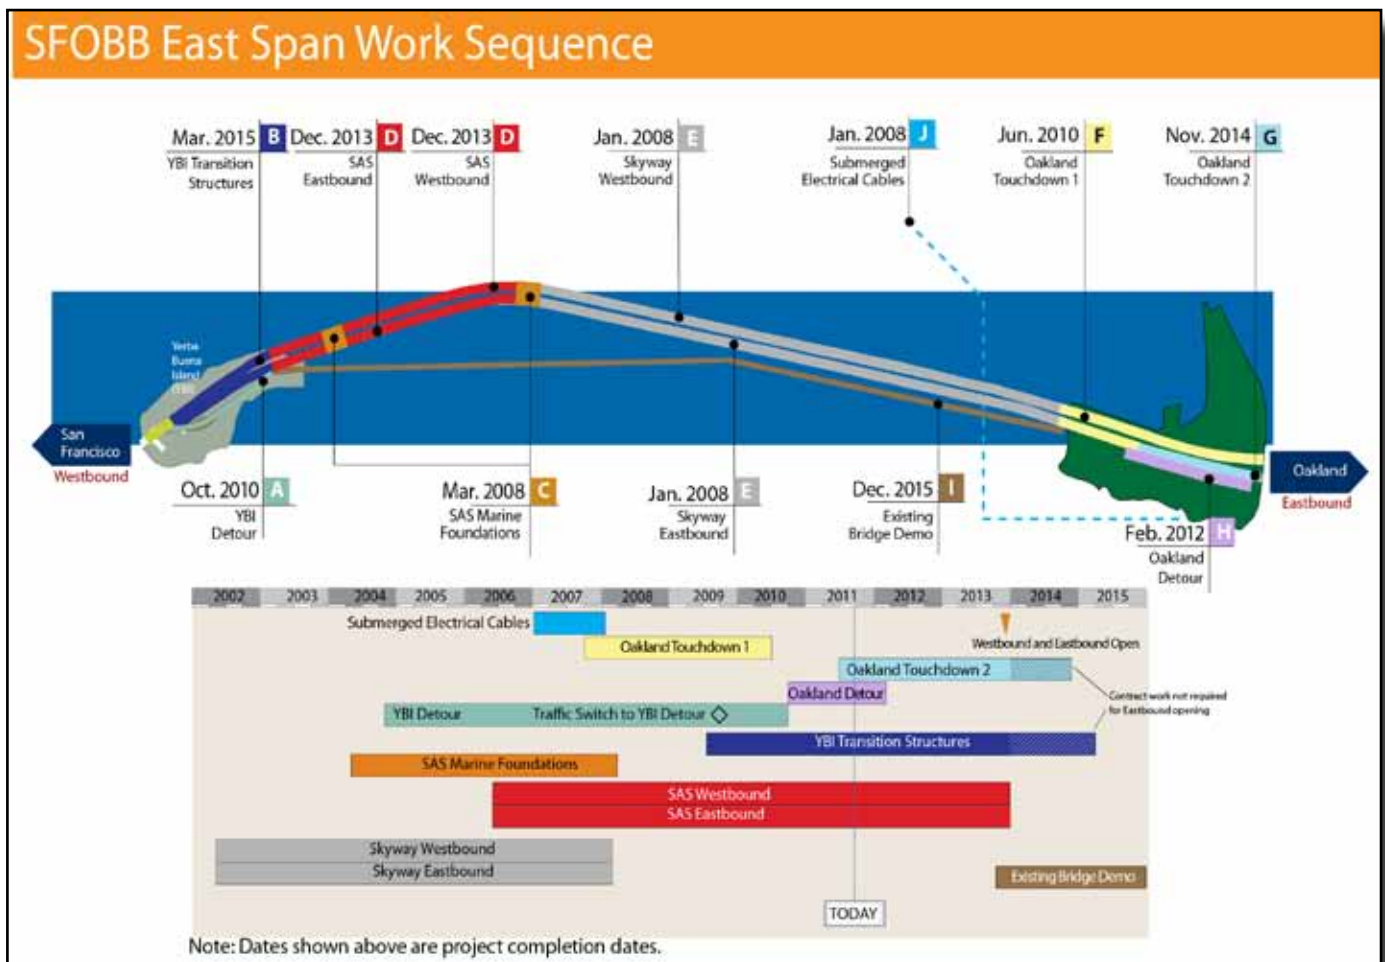 SFOBB East Span Work Sequence
Mar. 2015 B
YBI Transition
Structures
Dec. 2013 D
SAS
Eastbound
Dec. 2013 D
SAS
Westbound
Jan. 2008 E
Skyway
Westbound
Jan. 2008 J
Submerged
Electrical Cables
Jun. 2010 F
Oakland
Touchdown 1
Nov. 2014 G
Oakland
Touchdown 2
Yerba
Buena
Island
San
Francisco
Westbound
Oakland
Eastbound
Oct. 2010 A
YBI
Detour
Mar. 2008 C
SAS Marine
Foundations
Jan. 2008 E
Skyway
Eastbound
Dec. 2015 I
Existing
Bridge Demo
Feb. 2012 H
Oakland
Detour
2002 2003 2004 2005 2006 2007 2008 2009 2010 2011 2012 2013 2014 2015
Submerged Electrical Cables
Oakland Touchdown 1
Westbound and Eastbound Open
Oakland Touchdown 2
Oakland Detour
Contract work not required
for Eastbound opening
YBI Detour
Traffic Switch to YBI Detour
YBI Transition Structures
SAS Marine Foundations
SAS Westbound
SAS Eastbound
Skyway Westbound
Skyway Eastbound
Existing Bridge Demo
TODAY
Note: Dates shown above are project completion dates.